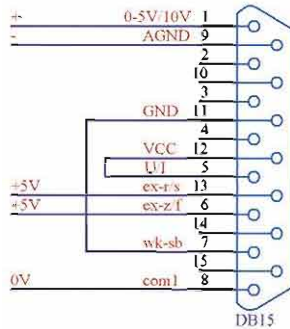 + 0-5V/10V 1
- AGND 9
2
10
3
GND 11
4
VCC 12
U/I 5
+5V ex-r/s 13
+5V ex-z/f 6
14
wk-sb 7
15
0V com1 8
DB15